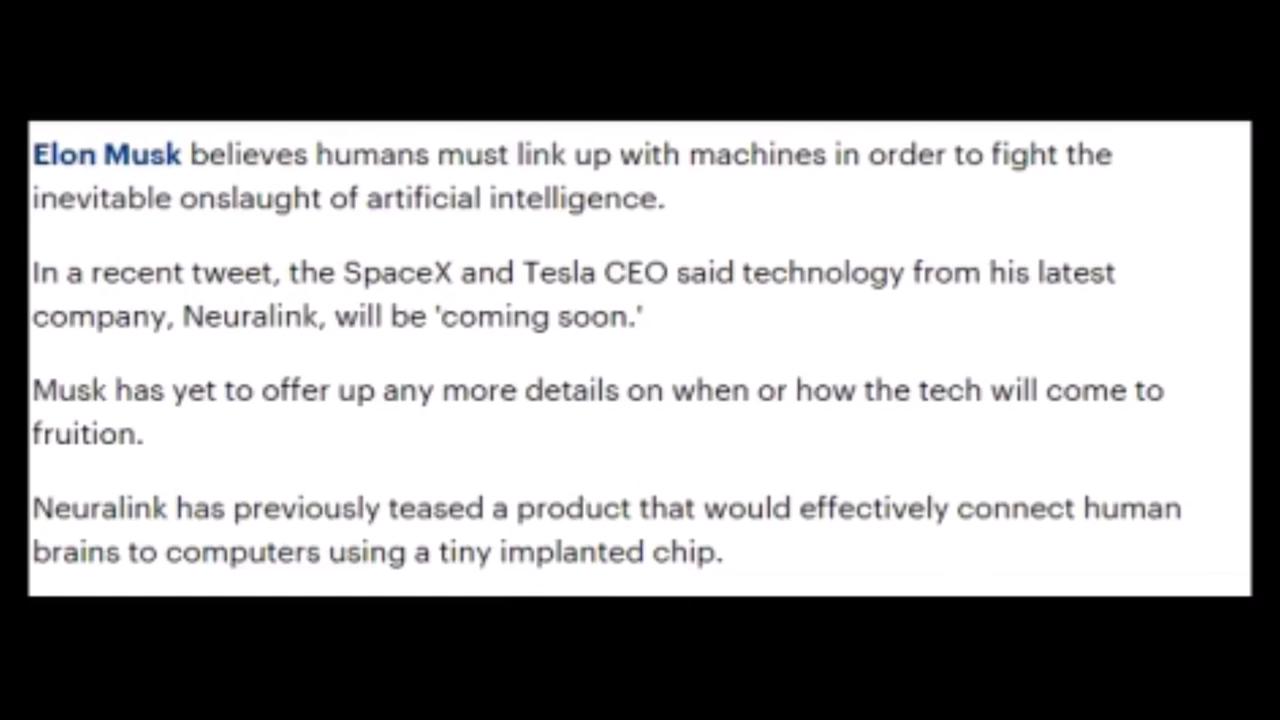 Elon Musk believes humans must link up with machines in order to fight the
inevitable onslaught of artificial intelligence.
In a recent tweet, the SpaceX and Tesla CEO said technology from his latest
company, Neuralink, will be 'coming soon.'
Musk has yet to offer up any more details on when or how the tech will come to
fruition.
Neuralink has previously teased a product that would effectively connect human
brains to computers using a tiny implanted chip.